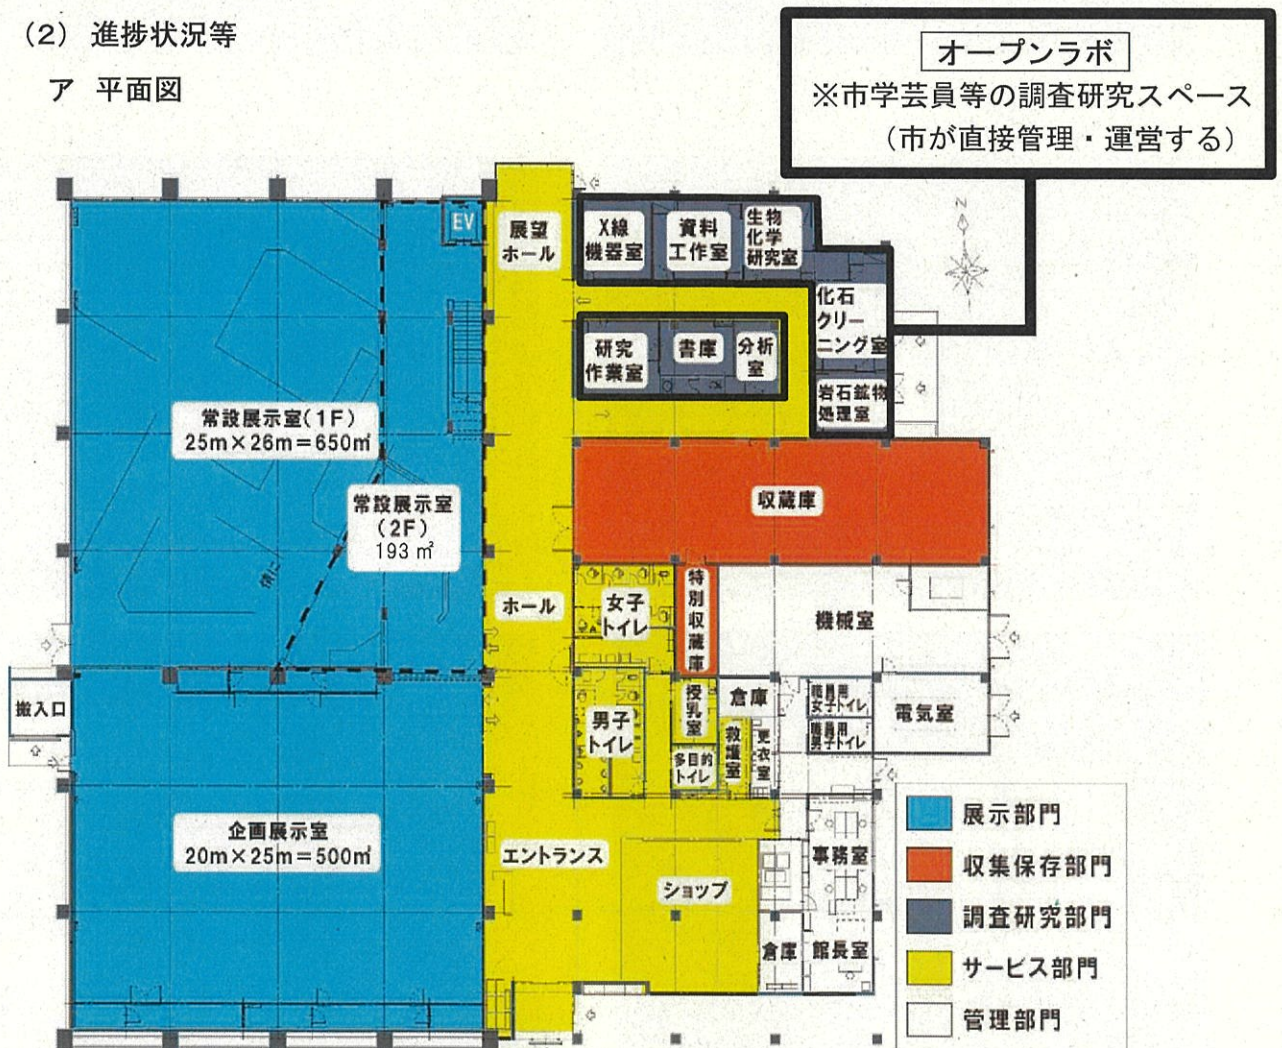 (2) 進捗状況等
ア 平面図
オープンラボ
※市学芸員等の調査研究スペース
(市が直接管理・運営する)
EV
展望
ホール
X線
機器室
資料
工作室
生物
化学
研究室
N
化石
クリー
ニング室
研究
作業室
書庫
分析
室
岩石鉱物
処理室
常設展示室(1F)
25m×26m=650㎡
常設展示室
(2F)
193 ㎡
収蔵庫
ホール
女子
トイレ
特別収蔵庫
機械室
搬入口
男子
トイレ
授乳室
倉庫
職員用
女子トイレ
電気室
職員用
男子トイレ
多目的
トイレ
救護室
更衣室
企画展示室
20m×25m=500㎡
エントランス
ショップ
事務室
倉庫
館長室
展示部門
収集保存部門
調査研究部門
サービス部門
管理部門